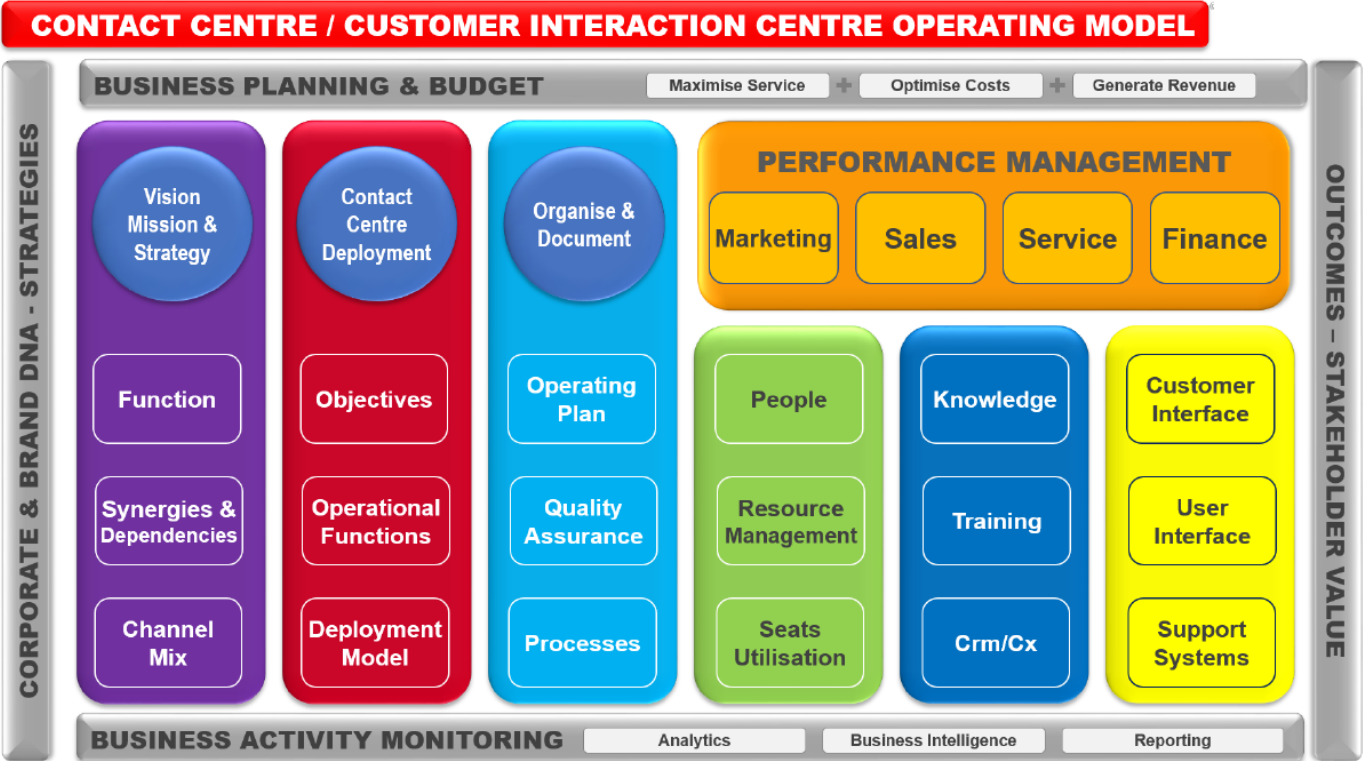 CONTACT CENTRE / CUSTOMER INTERACTION CENTRE OPERATING MODEL
CORPORATE & BRAND DNA - STRATEGIES
BUSINESS PLANNING & BUDGET
Maximise Service + Optimise Costs + Generate Revenue
Vision
Mission &
Strategy
Function
Synergies &
Dependencies
Channel
Mix
Contact
Centre
Deployment
Objectives
Operational
Functions
Deployment
Model
Organise &
Document
Operating
Plan
Quality
Assurance
Processes
PERFORMANCE MANAGEMENT
Marketing
Sales
Service
Finance
People
Resource
Management
Seats
Utilisation
Knowledge
Training
Crm/Cx
Customer
Interface
User
Interface
Support
Systems
OUTCOMES – STAKEHOLDER VALUE
BUSINESS ACTIVITY MONITORING
Analytics
Business Intelligence
Reporting